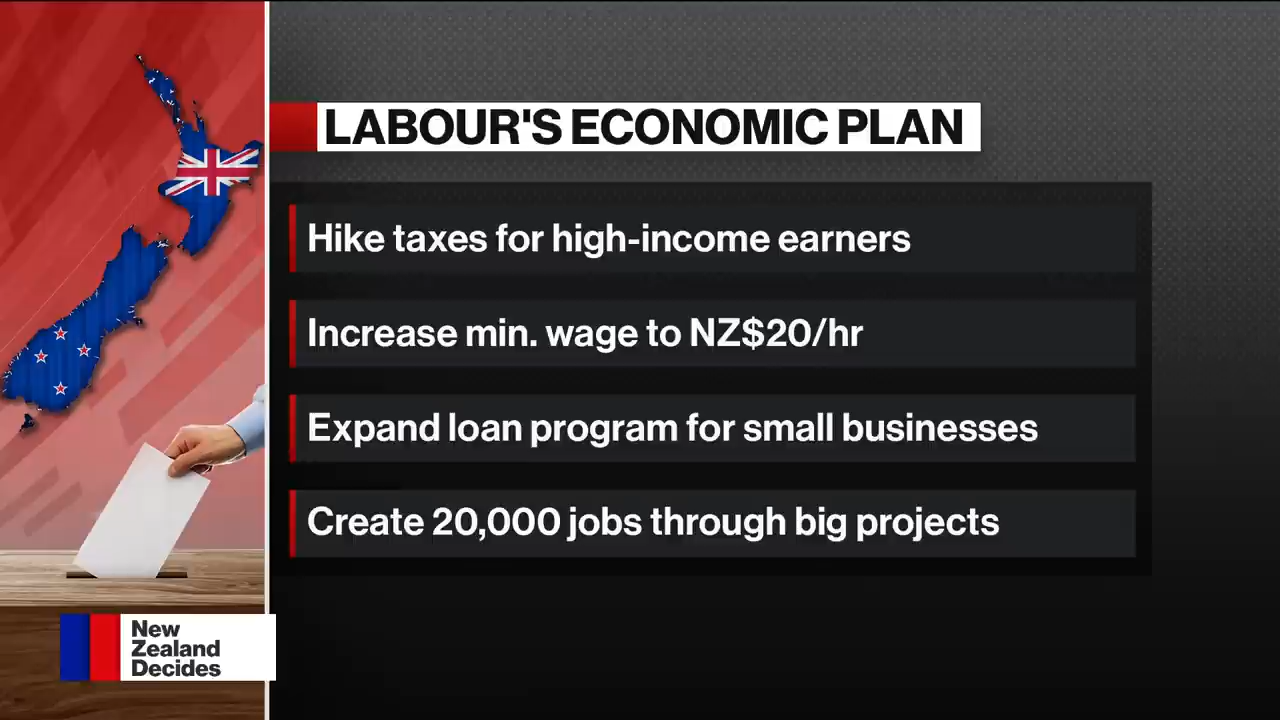 LABOUR'S ECONOMIC PLAN
Hike taxes for high-income earners
Increase min. wage to NZ$20/hr
Expand loan program for small businesses
Create 20,000 jobs through big projects
New
Zealand
Decides